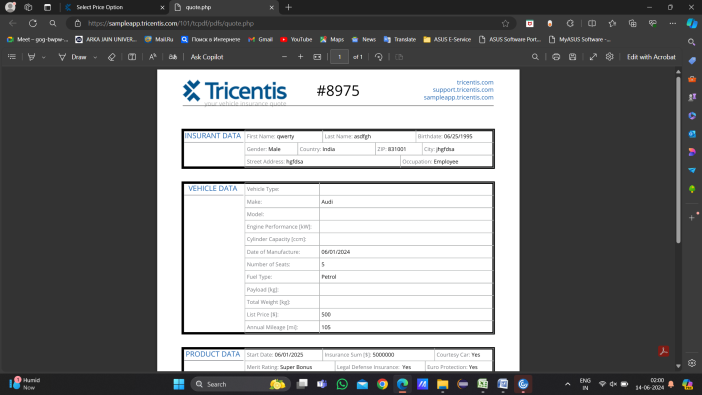 Select Price Option
quote.php
https://sampleapp.tricentis.com/101/tcpdf/pdfs/quote.php
Meet – gog-bwpw-...
ARKA JAIN UNIVER...
Mail.Ru
Поиск в Интернете
Gmail
YouTube
Maps
News
Translate
ASUS E-Service
ASUS Software Port...
MyASUS Software -...
Draw
Ask Copilot
1 of 1
Edit with Acrobat
Tricentis
your vehicle insurance quote
#8975
tricentis.com
support.tricentis.com
sampleapp.tricentis.com
INSURANT DATA
First Name: qwerty
Last Name: asdfgh
Birthdate: 06/25/1995
Gender: Male
Country: India
ZIP: 831001
City: jhgfdsa
Street Address: hgfdsa
Occupation: Employee
VEHICLE DATA
Vehicle Type:
Make: Audi
Model:
Engine Performance [kW]:
Cylinder Capacity [ccm]:
Date of Manufacture: 06/01/2024
Number of Seats: 5
Fuel Type: Petrol
Payload [kg]:
Total Weight [kg]:
List Price [$]: 500
Annual Mileage [mi]: 105
PRODUCT DATA
Start Date: 06/01/2025
Insurance Sum [$]: 5000000
Courtesy Car: Yes
Merit Rating: Super Bonus
Legal Defense Insurance: Yes
Euro Protection: Yes
Humid
Now
Search
ENG
IN
02:00
14-06-2024